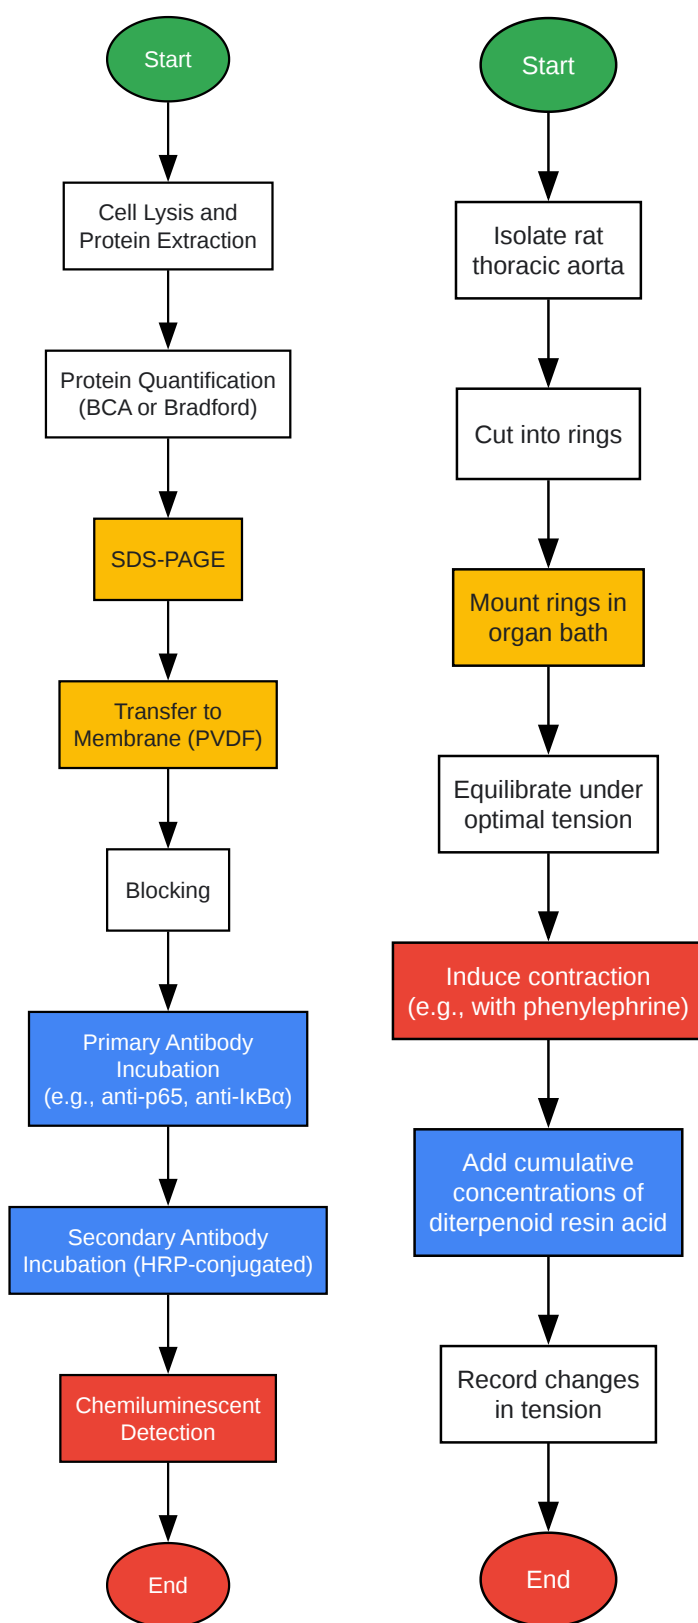 Start
Cell Lysis and
Protein Extraction
Protein Quantification
(BCA or Bradford)
SDS-PAGE
Transfer to
Membrane (PVDF)
Blocking
Primary Antibody
Incubation
(e.g., anti-p65, anti-IκBα)
Secondary Antibody
Incubation (HRP-conjugated)
Chemiluminescent
Detection
End
Start
Isolate rat
thoracic aorta
Cut into rings
Mount rings in
organ bath
Equilibrate under
optimal tension
Induce contraction
(e.g., with phenylephrine)
Add cumulative
concentrations of
diterpenoid resin acid
Record changes
in tension
End